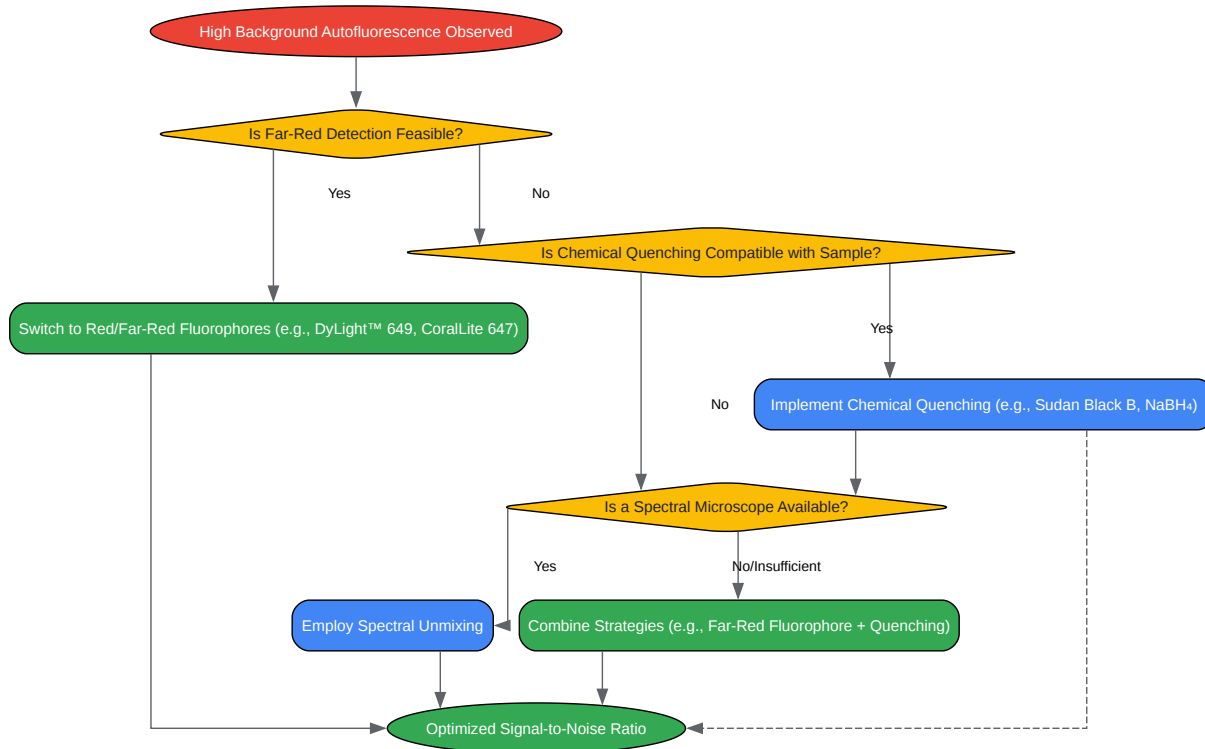 High Background Autofluorescence Observed
Is Far-Red Detection Feasible?
Yes
No
Is Chemical Quenching Compatible with Sample?
Switch to Red/Far-Red Fluorophores (e.g., DyLight™ 649, CoralLite 647)
Yes
Implement Chemical Quenching (e.g., Sudan Black B, NaBH₄)
No
Is a Spectral Microscope Available?
Yes
No/Insufficient
Employ Spectral Unmixing
Combine Strategies (e.g., Far-Red Fluorophore + Quenching)
Optimized Signal-to-Noise Ratio